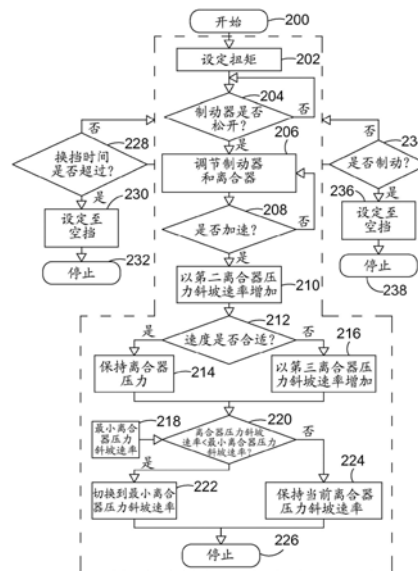 开始
200
设定扭矩
202
204
制动器是否
松开？
否
是
206
调节制动器
和离合器
208
是否加速？
否
是
以第二离合器压
力斜坡速率增加
210
否
228
换挡时间
是否超过？
是
230
设定至
空挡
停止
232
否
是否制动？
是
236
设定至
空挡
停止
238
212
速度是否合适？
是
否
保持离合器
压力
214
216
以第三离合器压
力斜坡速率增加
最小离合
器压力
斜坡速率
218
220
离合器压力斜坡
速率<最小离合器压力
斜坡速率？
是
否
切换到最小离合
器压力斜坡速率
222
224
保持当前离合器
压力斜坡速率
停止
226